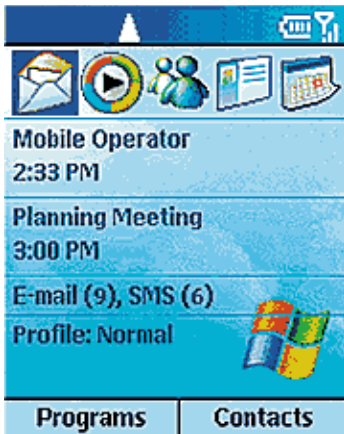 Mobile Operator
2:33 PM
Planning Meeting
3:00 PM
E-mail (9), SMS (6)
Profile: Normal
Programs Contacts